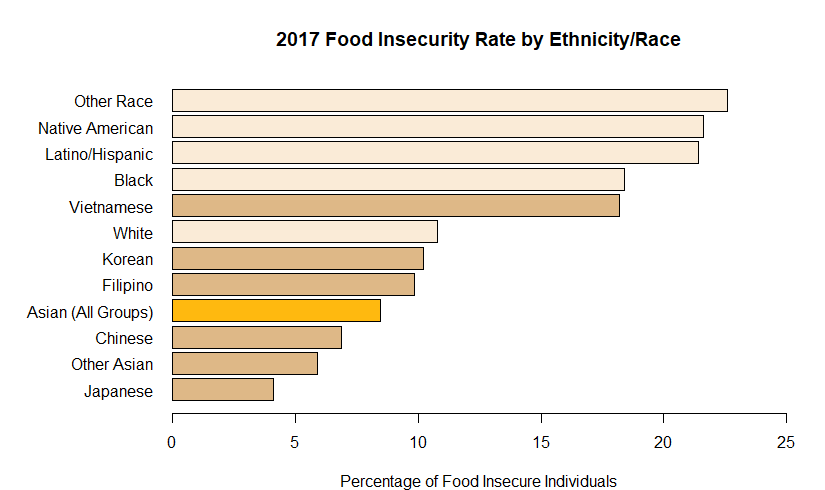 2017 Food Insecurity Rate by Ethnicity/Race
Other Race
Native American
Latino/Hispanic
Black
Vietnamese
White
Korean
Filipino
Asian (All Groups)
Chinese
Other Asian
Japanese
0 5 10 15 20 25
Percentage of Food Insecure Individuals